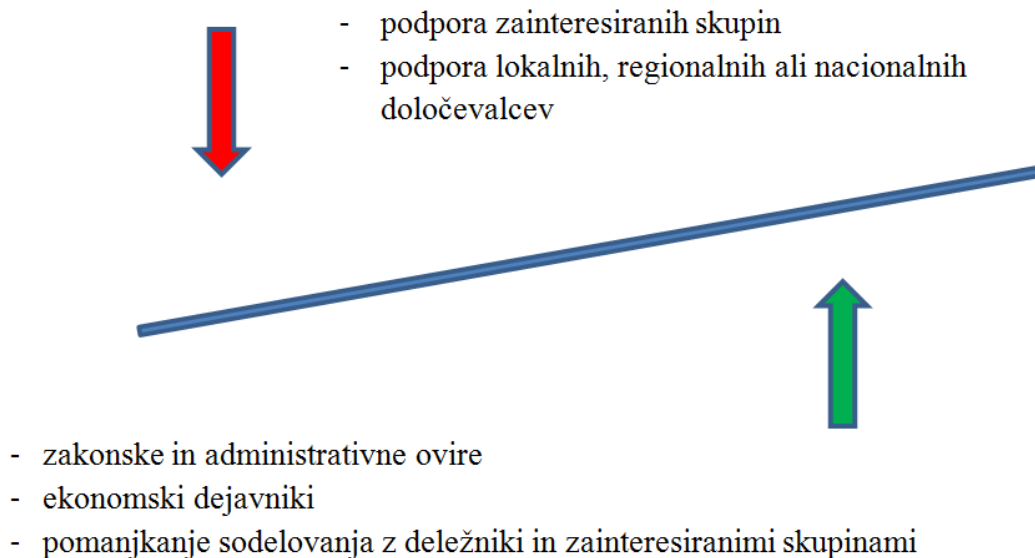 - podpora zainteresiranih skupin
- podpora lokalnih, regionalnih ali nacionalnih
določevalcev
- zakonske in administrativne ovire
- ekonomski dejavniki
- pomanjkanje sodelovanja z deležniki in zainteresiranimi skupinami